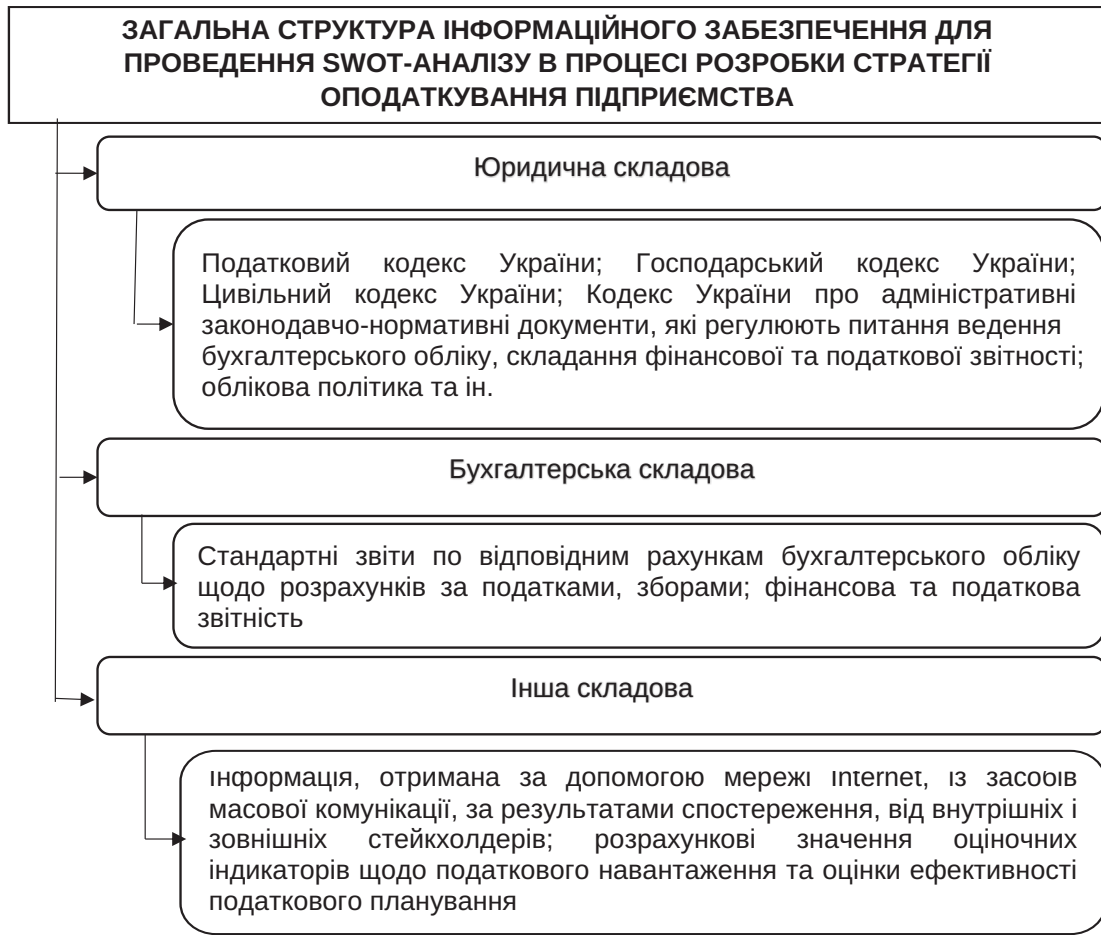 ЗАГАЛЬНА СТРУКТУРА ІНФОРМАЦІЙНОГО ЗАБЕЗПЕЧЕННЯ ДЛЯ
ПРОВЕДЕННЯ SWOT-АНАЛІЗУ В ПРОЦЕСІ РОЗРОБКИ СТРАТЕГІЇ
ОПОДАТКУВАННЯ ПІДПРИЄМСТВА
Юридична складова
Податковий кодекс України; Господарський кодекс України;
Цивільний кодекс України; Кодекс України про адміністративні
законодавчо-нормативні документи, які регулюють питання ведення
бухгалтерського обліку, складання фінансової та податкової звітності;
облікова політика та ін.
Бухгалтерська складова
Стандартні звіти по відповідним рахункам бухгалтерського обліку
щодо розрахунків за податками, зборами; фінансова та податкова
звітність
Інша складова
Інформація, отримана за допомогою мережі Internet, із засобів
масової комунікації, за результатами спостереження, від внутрішніх і
зовнішніх стейкхолдерів; розрахункові значення оціночних
індикаторів щодо податкового навантаження та оцінки ефективності
податкового планування